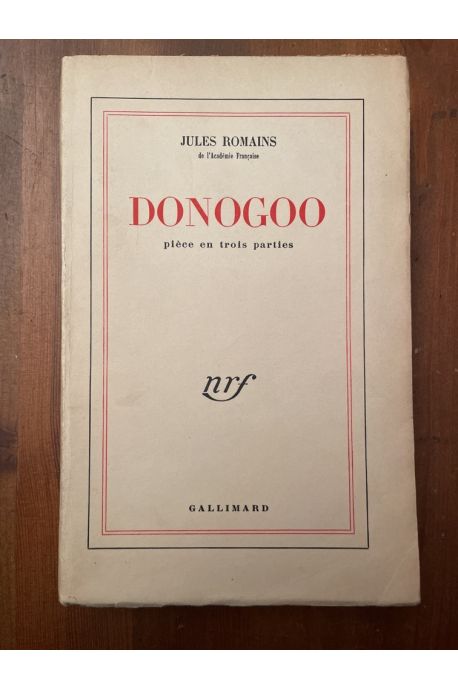 JULES ROMAINS
de l'Académie Française
DONOGOO
pièce en trois parties
nrf
GALLIMARD